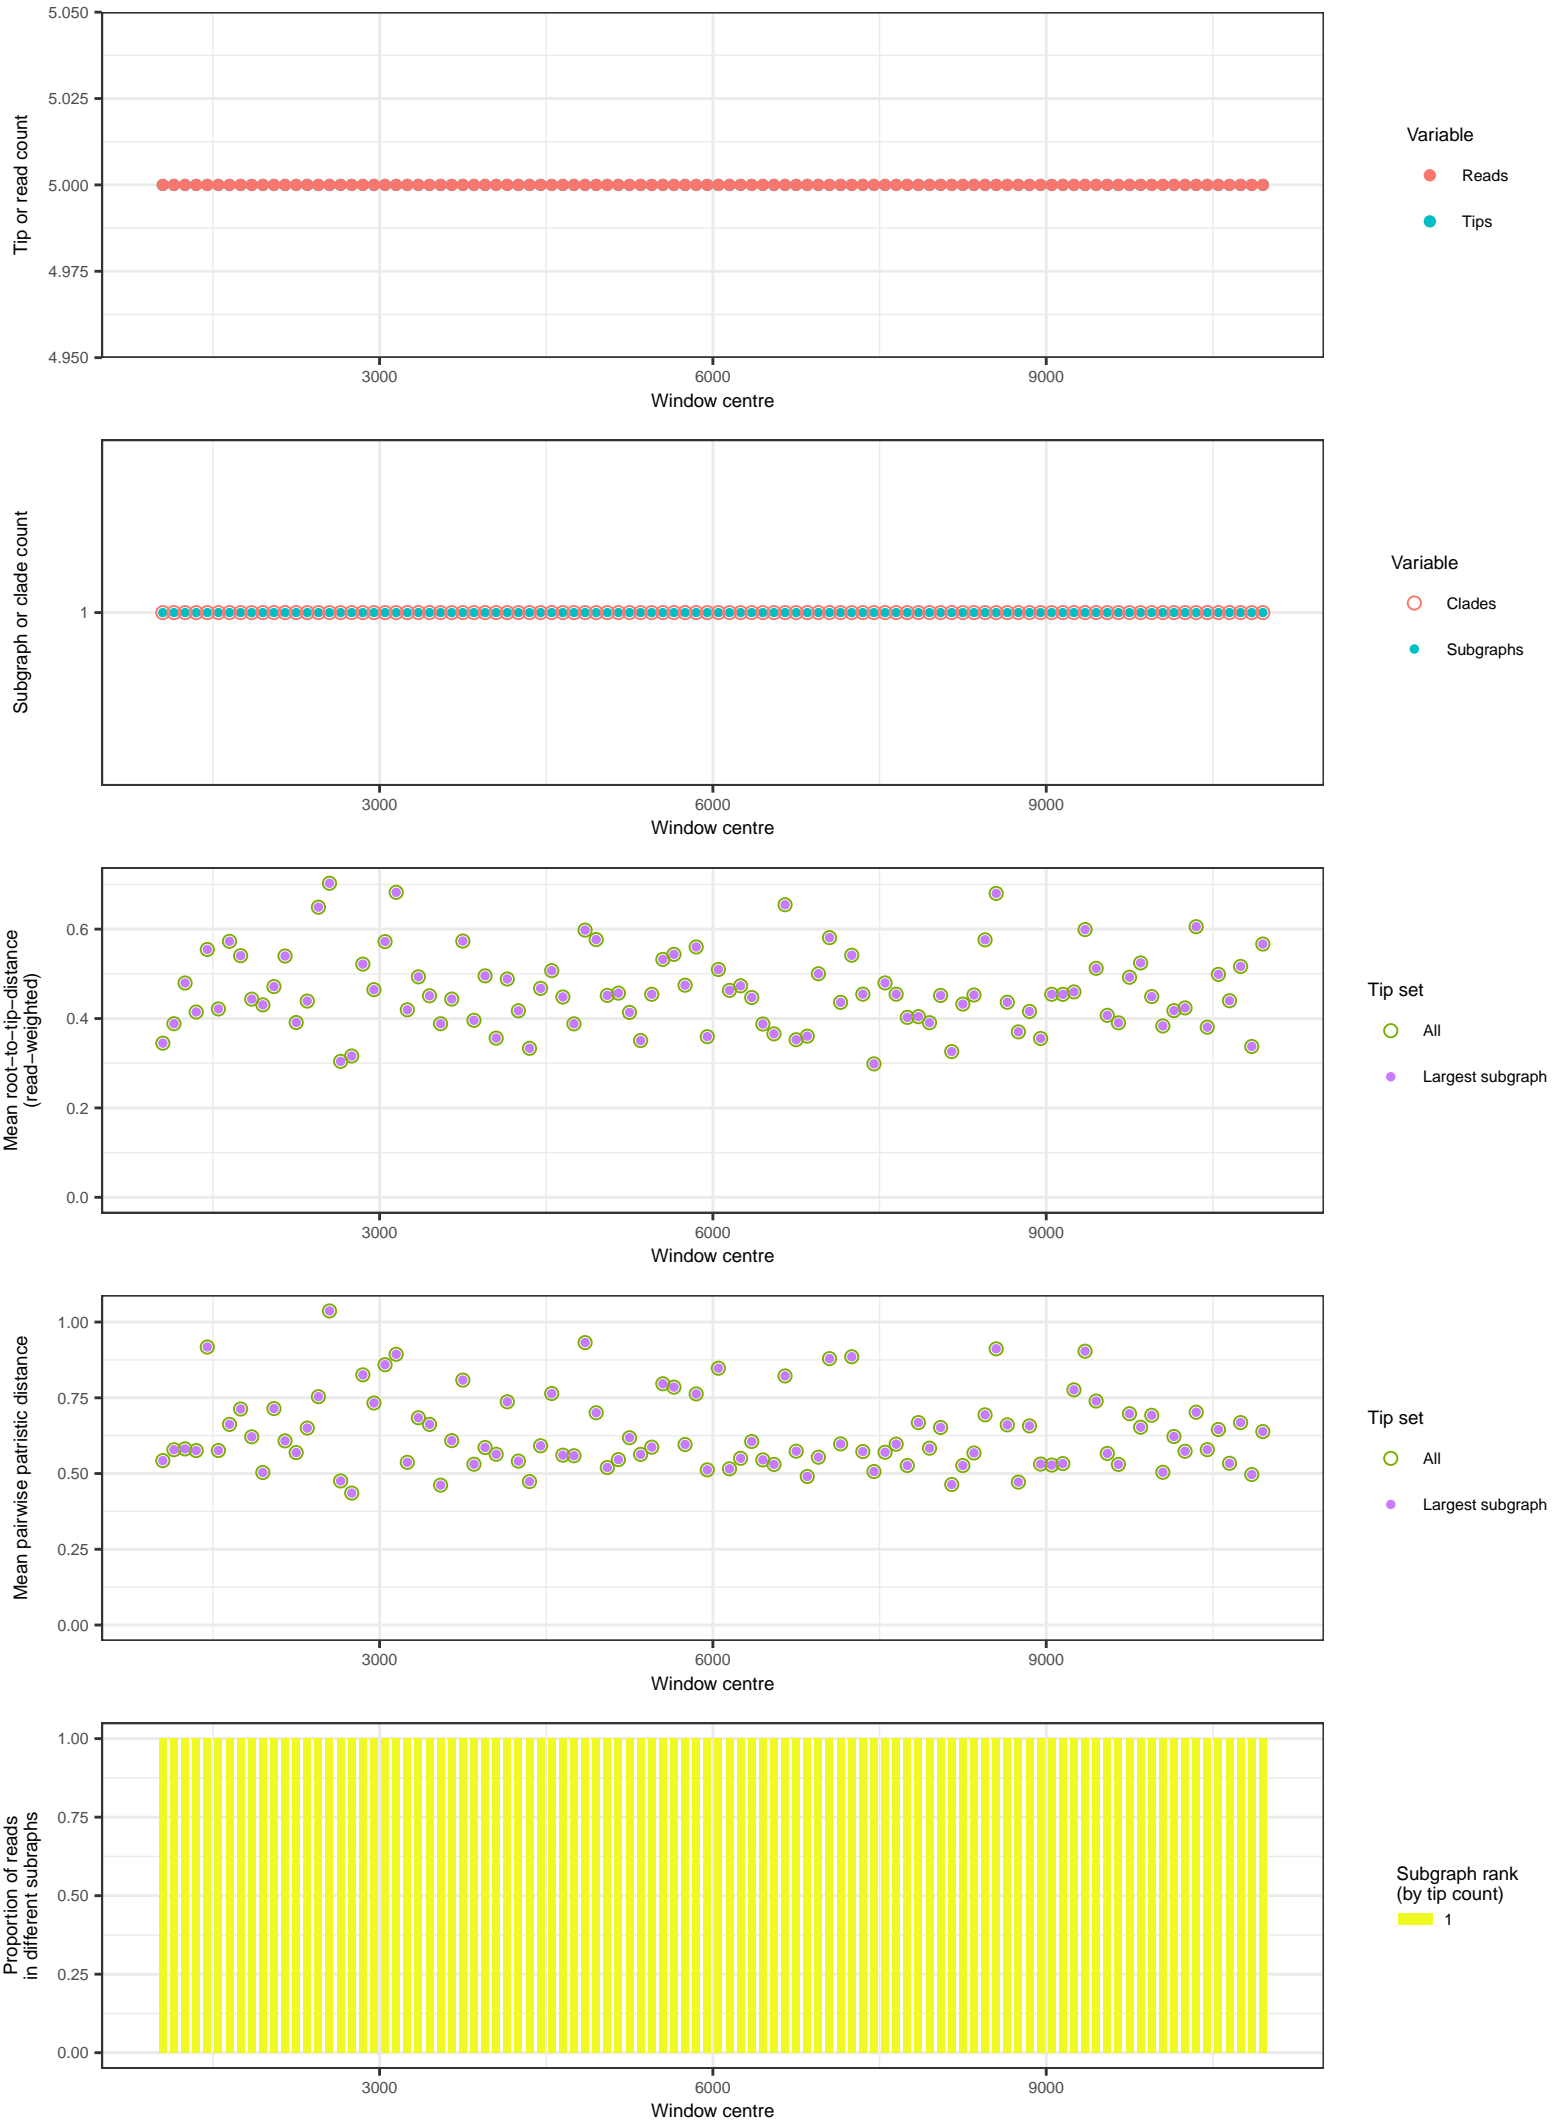 5.050
5.025
5.000
4.975
4.950
Tip or read count
3000 6000 9000
Window centre
Variable
Reads
Tips
1
Subgraph or clade count
3000 6000 9000
Window centre
Variable
Clades
Subgraphs
0.6
0.4
0.2
0.0
Mean root−to−tip−distance
(read−weighted)
3000 6000 9000
Window centre
Tip set
All
Largest subgraph
1.00
0.75
0.50
0.25
0.00
Mean pairwise patristic distance
3000 6000 9000
Window centre
Tip set
All
Largest subgraph
1.00
0.75
0.50
0.25
0.00
Proportion of reads
in different subraphs
3000 6000 9000
Window centre
Subgraph rank
(by tip count)
1